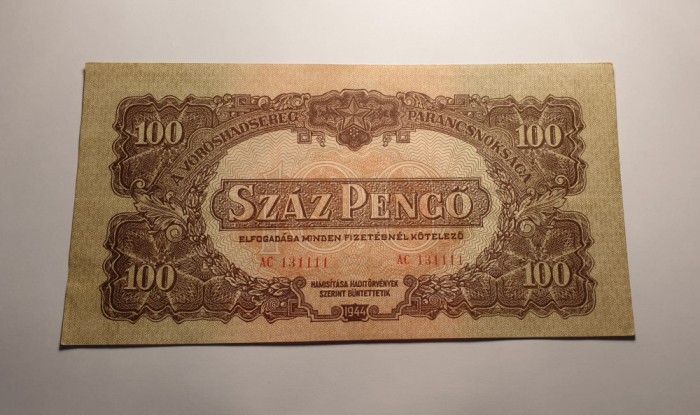 A VÖRÖSHADSEREG PARANCSNOKSÁGA
100 100
100
SZÁZ PENGŐ
ELFOGADÁSA MINDEN FIZETÉSNÉL KÖTELEZŐ
AC 131111 AC 131111
100 100
HAMISÍTÁSA HADITÖRVÉNYEK
SZERINT BÜNTETTETIK
1944